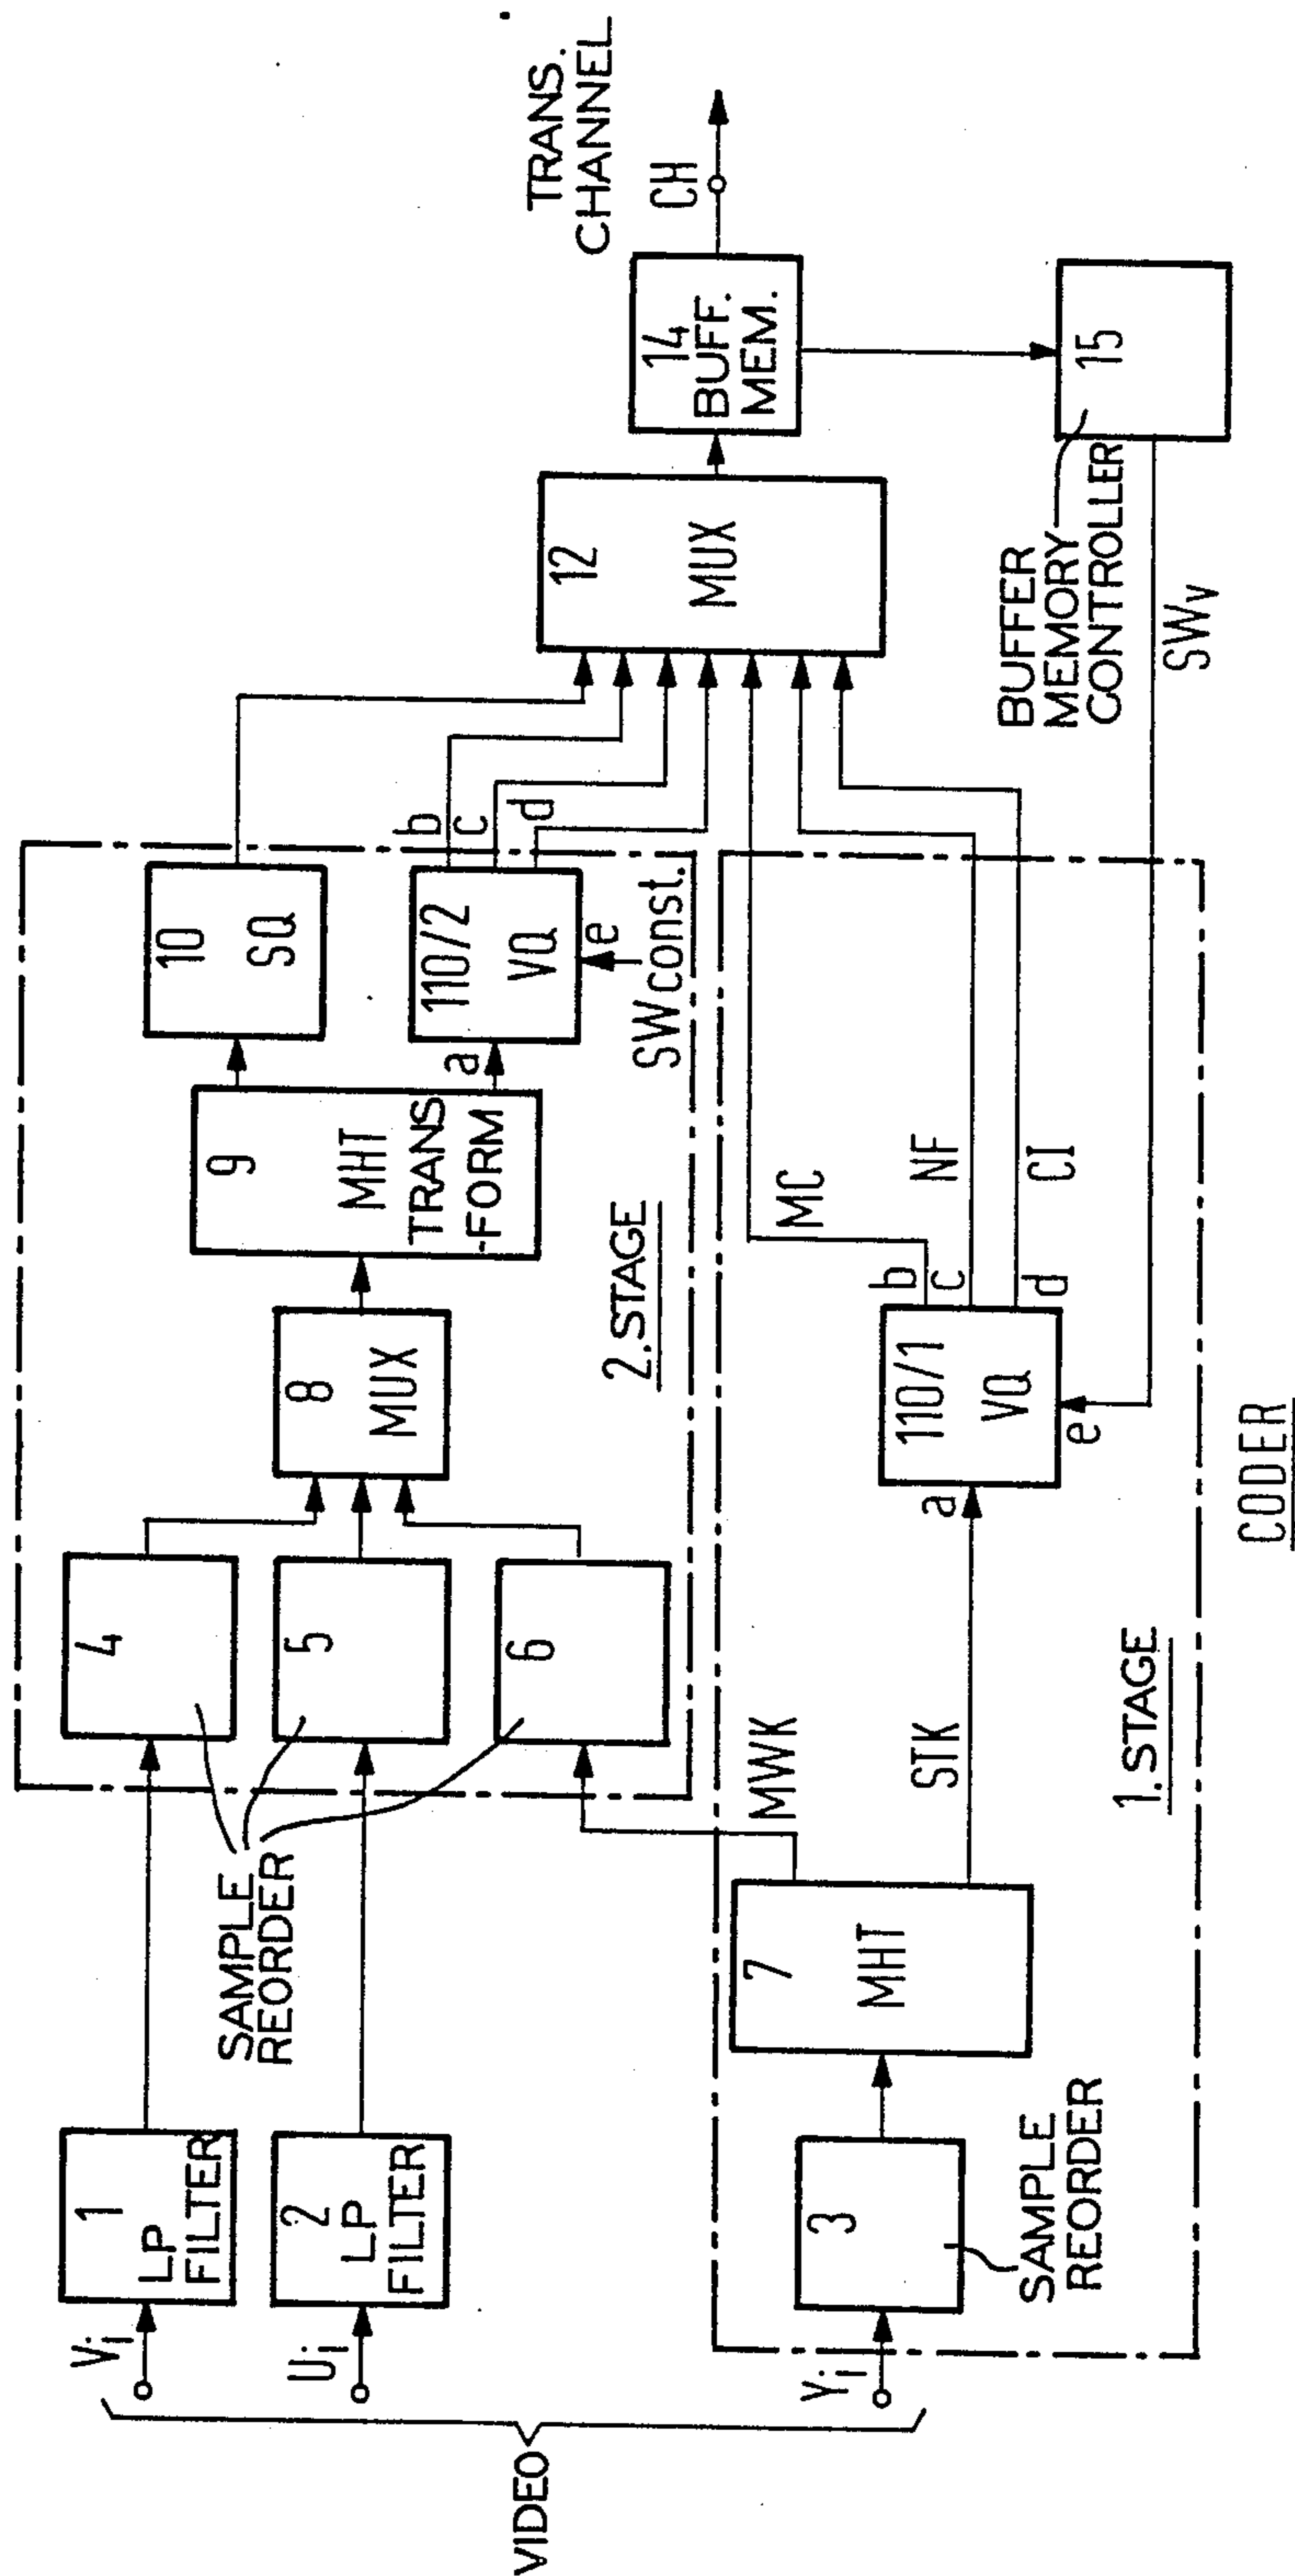 VIDEO
Vi
Ui
Yi
1
LP
FILTER
2
LP
FILTER
3
SAMPLE
REORDER
SAMPLE
REORDER
4
5
6
7
MHT
MWK
STK
1.STAGE
8
MUX
9
MHT
TRANS
-FORM
2.STAGE
10
SQ
a
110/2
VQ
b
c
d
e
SW const.
a
110/1
VQ
e
b
c
d
MC
NF
CI
12
MUX
14
BUFF.
MEM.
CH
TRANS.
CHANNEL
BUFFER
MEMORY
CONTROLLER
15
SWv
CODER